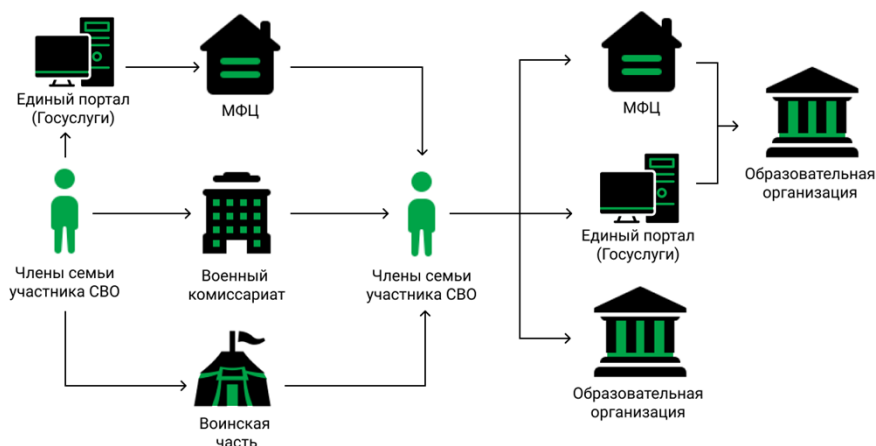 Единый портал
(Госуслуги)
МФЦ
Члены семьи
участника СВО
Военный
комиссариат
Воинская
часть
Члены семьи
участника СВО
МФЦ
Единый портал
(Госуслуги)
Образовательная
организация
Образовательная
организация